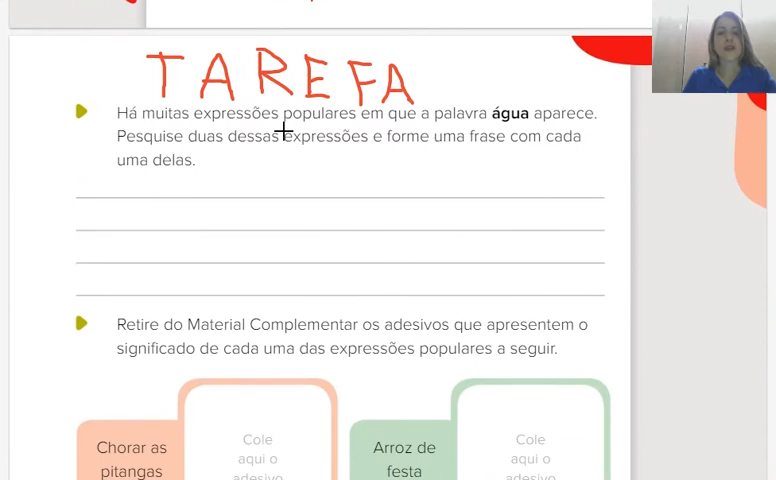 TAREFA
Há muitas expressões populares em que a palavra água aparece.
Pesquise duas dessas expressões e forme uma frase com cada
uma delas.
Retire do Material Complementar os adesivos que apresentem o
significado de cada uma das expressões populares a seguir.
Chorar as
pitangas
Cole
aqui o
adesivo
Arroz de
festa
Cole
aqui o
adesivo